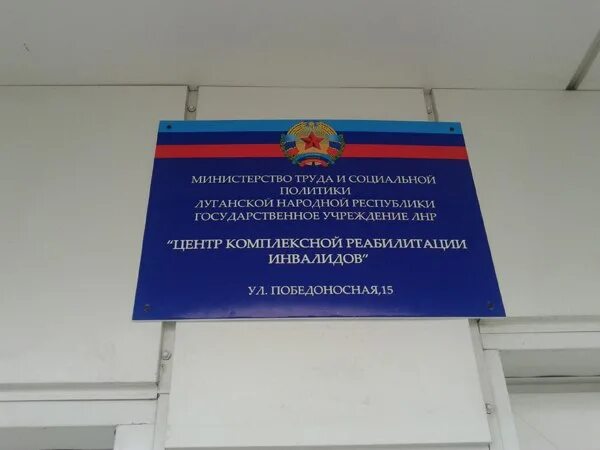 МИНИСТЕРСТВО ТРУДА И СОЦИАЛЬНОЙ
ПОЛИТИКИ
ЛУГАНСКОЙ НАРОДНОЙ РЕСПУБЛИКИ
ГОСУДАРСТВЕННОЕ УЧРЕЖДЕНИЕ ЛНР
"ЦЕНТР КОМПЛЕКСНОЙ РЕАБИЛИТАЦИИ
ИНВАЛИДОВ"
УЛ. ПОБЕДОНОСНАЯ,15